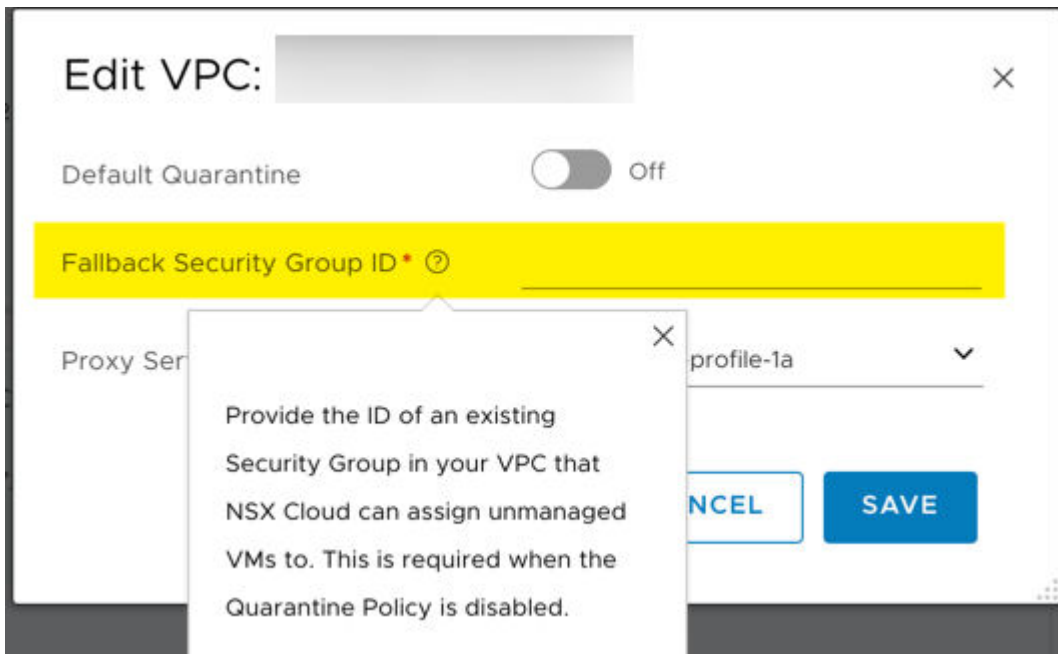 Edit VPC:
Default Quarantine
Off
Fallback Security Group ID* ?
Proxy Ser
profile-1a
Provide the ID of an existing
Security Group in your VPC that
NSX Cloud can assign unmanaged
VMs to. This is required when the
Quarantine Policy is disabled.
NCEL
SAVE